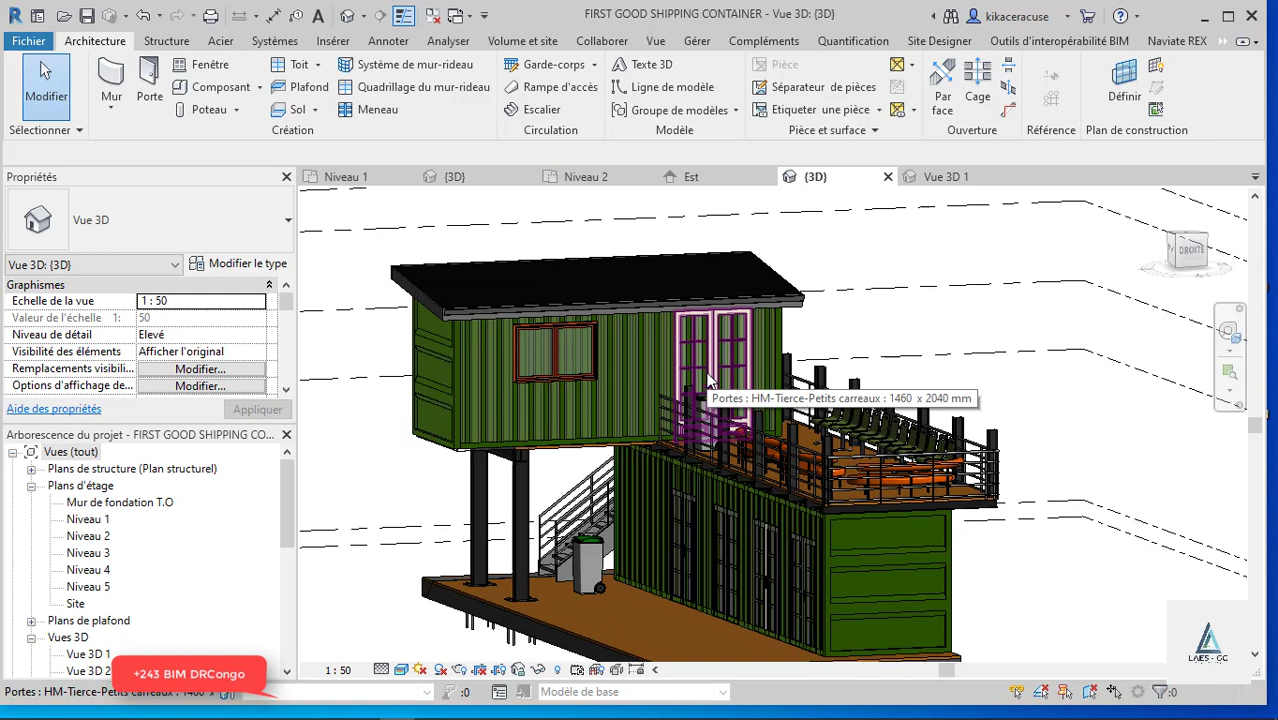 FIRST GOOD SHIPPING CONTAINER - Vue 3D: {3D}
kikaceracuse
Fichier Architecture Structure Acier Systèmes Insérer Annoter Analyser Volume et site Collaborer Vue Gérer Compléments Quantification Site Designer Outils d'interopérabilité BIM Naviate REX
Modifier
Mur
Porte
Fenêtre
Composant
Poteau
Toit
Plafond
Sol
Système de mur-rideau
Quadrillage du mur-rideau
Meneau
Garde-corps
Rampe d'accès
Escalier
Texte 3D
Ligne de modèle
Groupe de modèles
Pièce
Séparateur de pièces
Etiqueter une pièce
Par face
Cage
Définir
Sélectionner
Création
Circulation
Modèle
Pièce et surface
Ouverture
Référence
Plan de construction
Propriétés
Niveau 1
{3D}
Niveau 2
Est
{3D}
Vue 3D 1
Vue 3D
Vue 3D: {3D}
Modifier le type
Graphismes
Echelle de la vue 1 : 50
Valeur de l'échelle 1: 50
Niveau de détail Elevé
Visibilité des éléments Afficher l'original
Remplacements visibili... Modifier...
Options d'affichage de... Modifier...
Aide des propriétés
Appliquer
Arborescence du projet - FIRST GOOD SHIPPING CO...
Vues (tout)
Plans de structure (Plan structurel)
Plans d'étage
Mur de fondation T.O
Niveau 1
Niveau 2
Niveau 3
Niveau 4
Niveau 5
Site
Plans de plafond
Vues 3D
Vue 3D 1
Vue 3D 2
DROITE
Portes : HM-Tierce-Petits carreaux : 1460 x 2040 mm
LAES - GC
+243 BIM DRCongo
1 : 50
Portes : HM-Tierce-Petits carreaux : 1460 x
:0
Modèle de base
:0